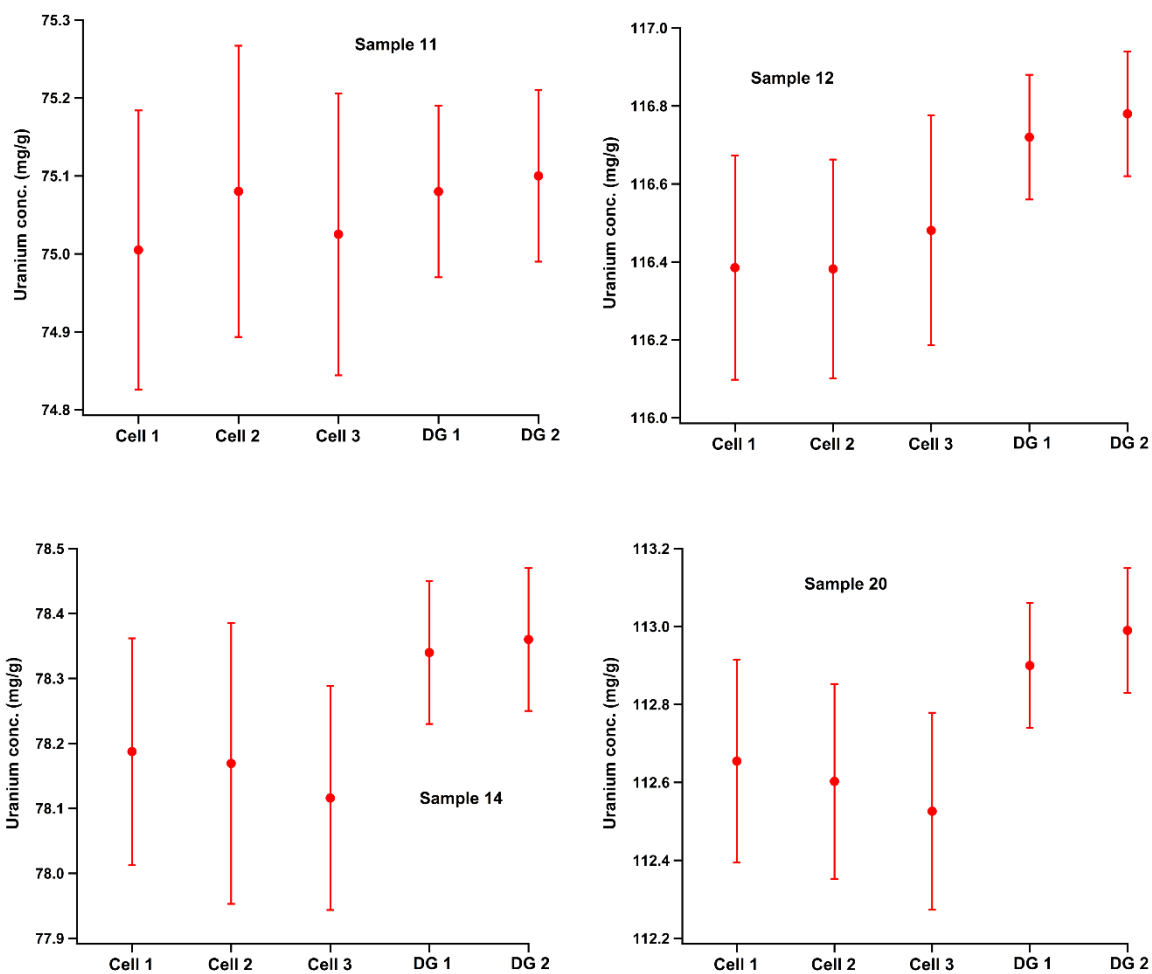 Sample 11
Uranium conc. (mg/g)
75.3
75.2
75.1
75.0
74.9
74.8
Cell 1 Cell 2 Cell 3 DG 1 DG 2
Sample 12
Uranium conc. (mg/g)
117.0
116.8
116.6
116.4
116.2
116.0
Cell 1 Cell 2 Cell 3 DG 1 DG 2
Sample 14
Uranium conc. (mg/g)
78.5
78.4
78.3
78.2
78.1
78.0
77.9
Cell 1 Cell 2 Cell 3 DG 1 DG 2
Sample 20
Uranium conc. (mg/g)
113.2
113.0
112.8
112.6
112.4
112.2
Cell 1 Cell 2 Cell 3 DG 1 DG 2